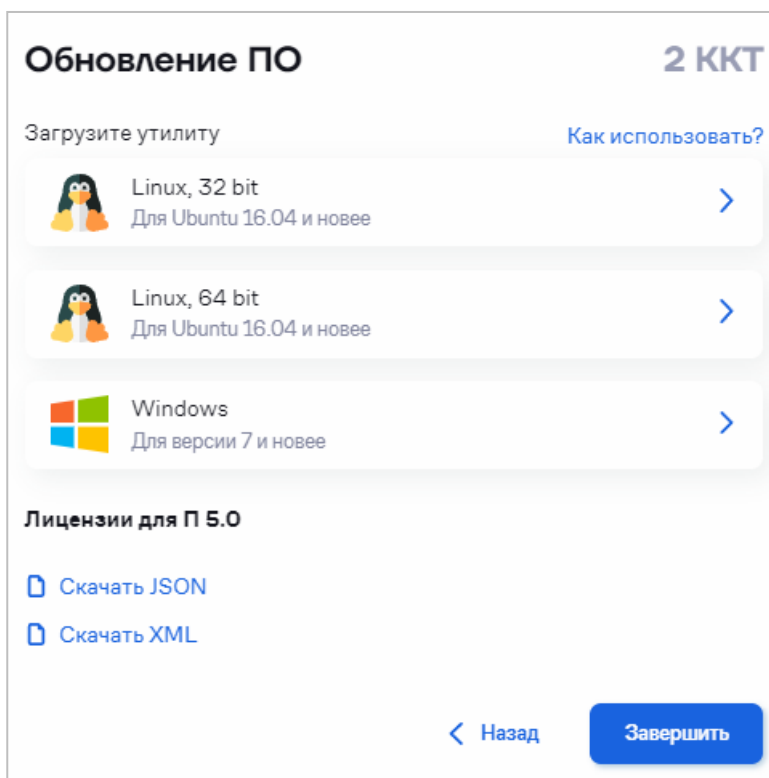 Обновление ПО 2 ККТ
Загрузите утилиту Как использовать?
Linux, 32 bit
Для Ubuntu 16.04 и новее
Linux, 64 bit
Для Ubuntu 16.04 и новее
Windows
Для версии 7 и новее
Лицензии для П 5.0
Скачать JSON
Скачать XML
Назад Завершить